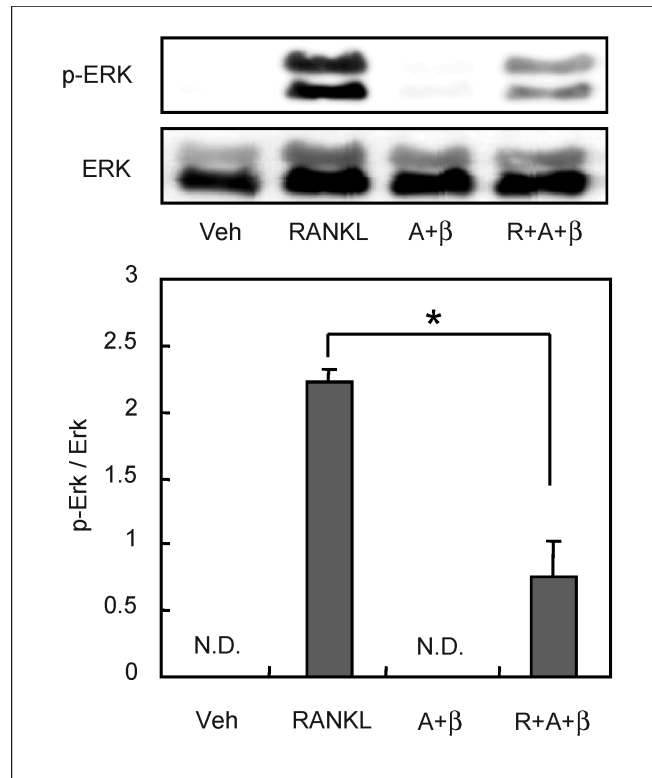 p-ERK
ERK
Veh RANKL A+β R+A+β
3
*
2.5
2
p-Erk / Erk
1.5
1
0.5
N.D. N.D.
0
Veh RANKL A+β R+A+β